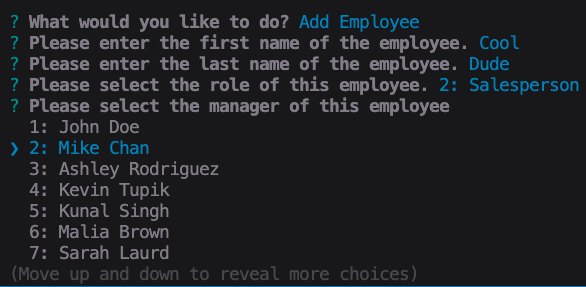 ? What would you like to do? Add Employee
? Please enter the first name of the employee. Cool
? Please enter the last name of the employee. Dude
? Please select the role of this employee. 2: Salesperson
? Please select the manager of this employee
1: John Doe
❯ 2: Mike Chan
3: Ashley Rodriguez
4: Kevin Tupik
5: Kunal Singh
6: Malia Brown
7: Sarah Laurd
(Move up and down to reveal more choices)